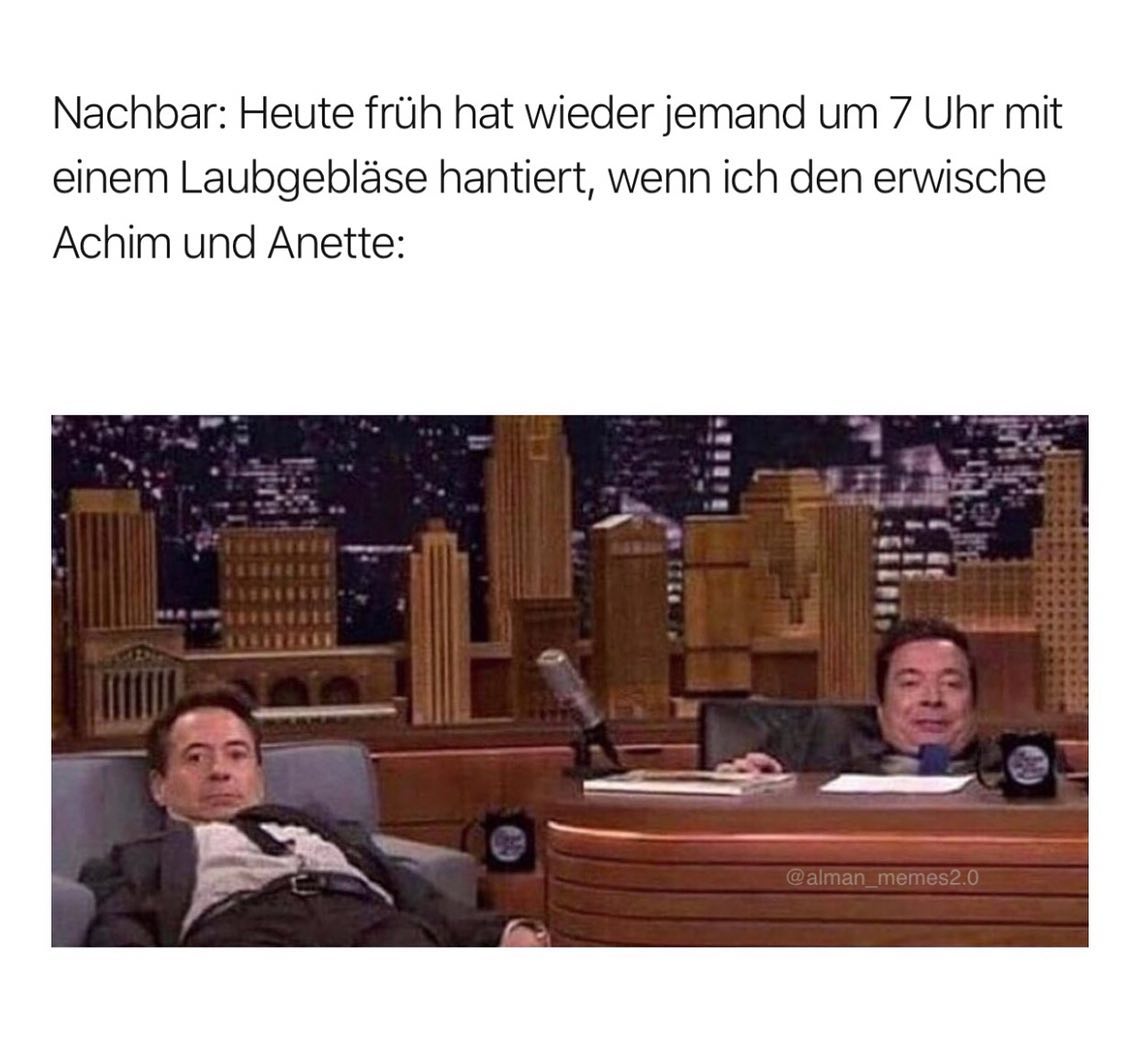 Nachbar: Heute früh hat wieder jemand um 7 Uhr mit
einem Laubgebläse hantiert, wenn ich den erwische
Achim und Anette:
@alman_memes2.0